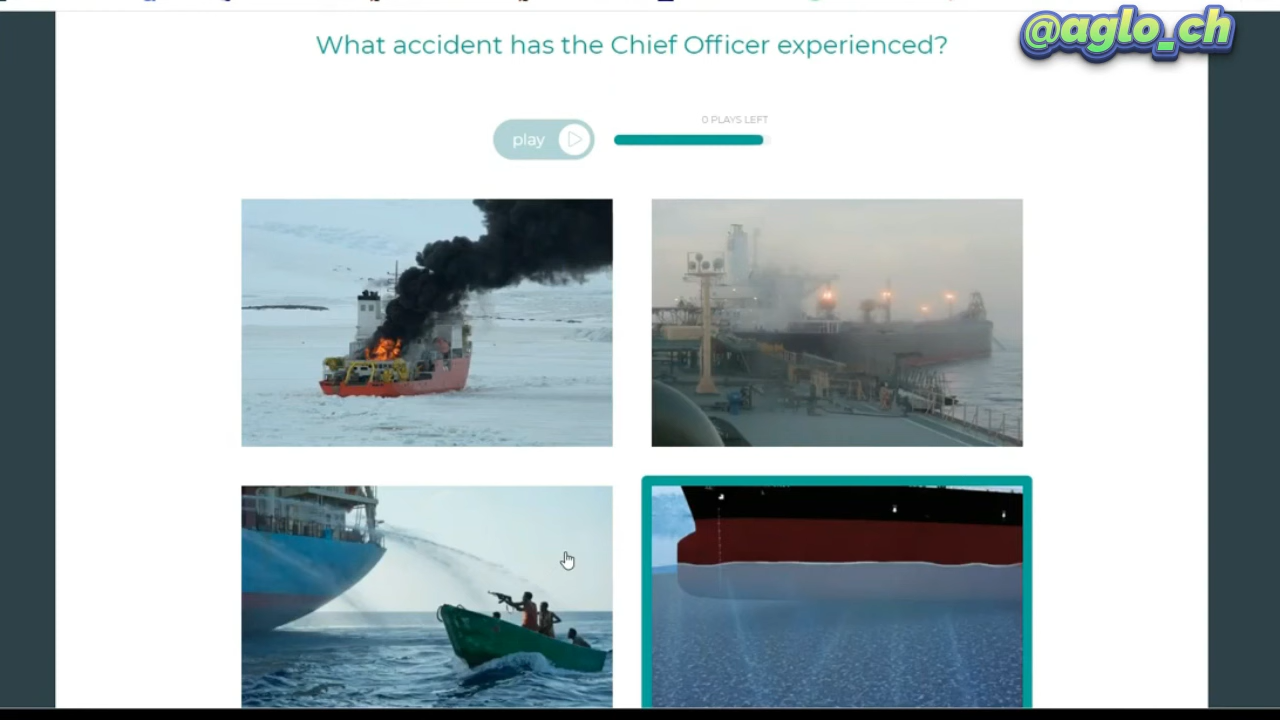 @aglo_ch
What accident has the Chief Officer experienced?
0 PLAYS LEFT
play